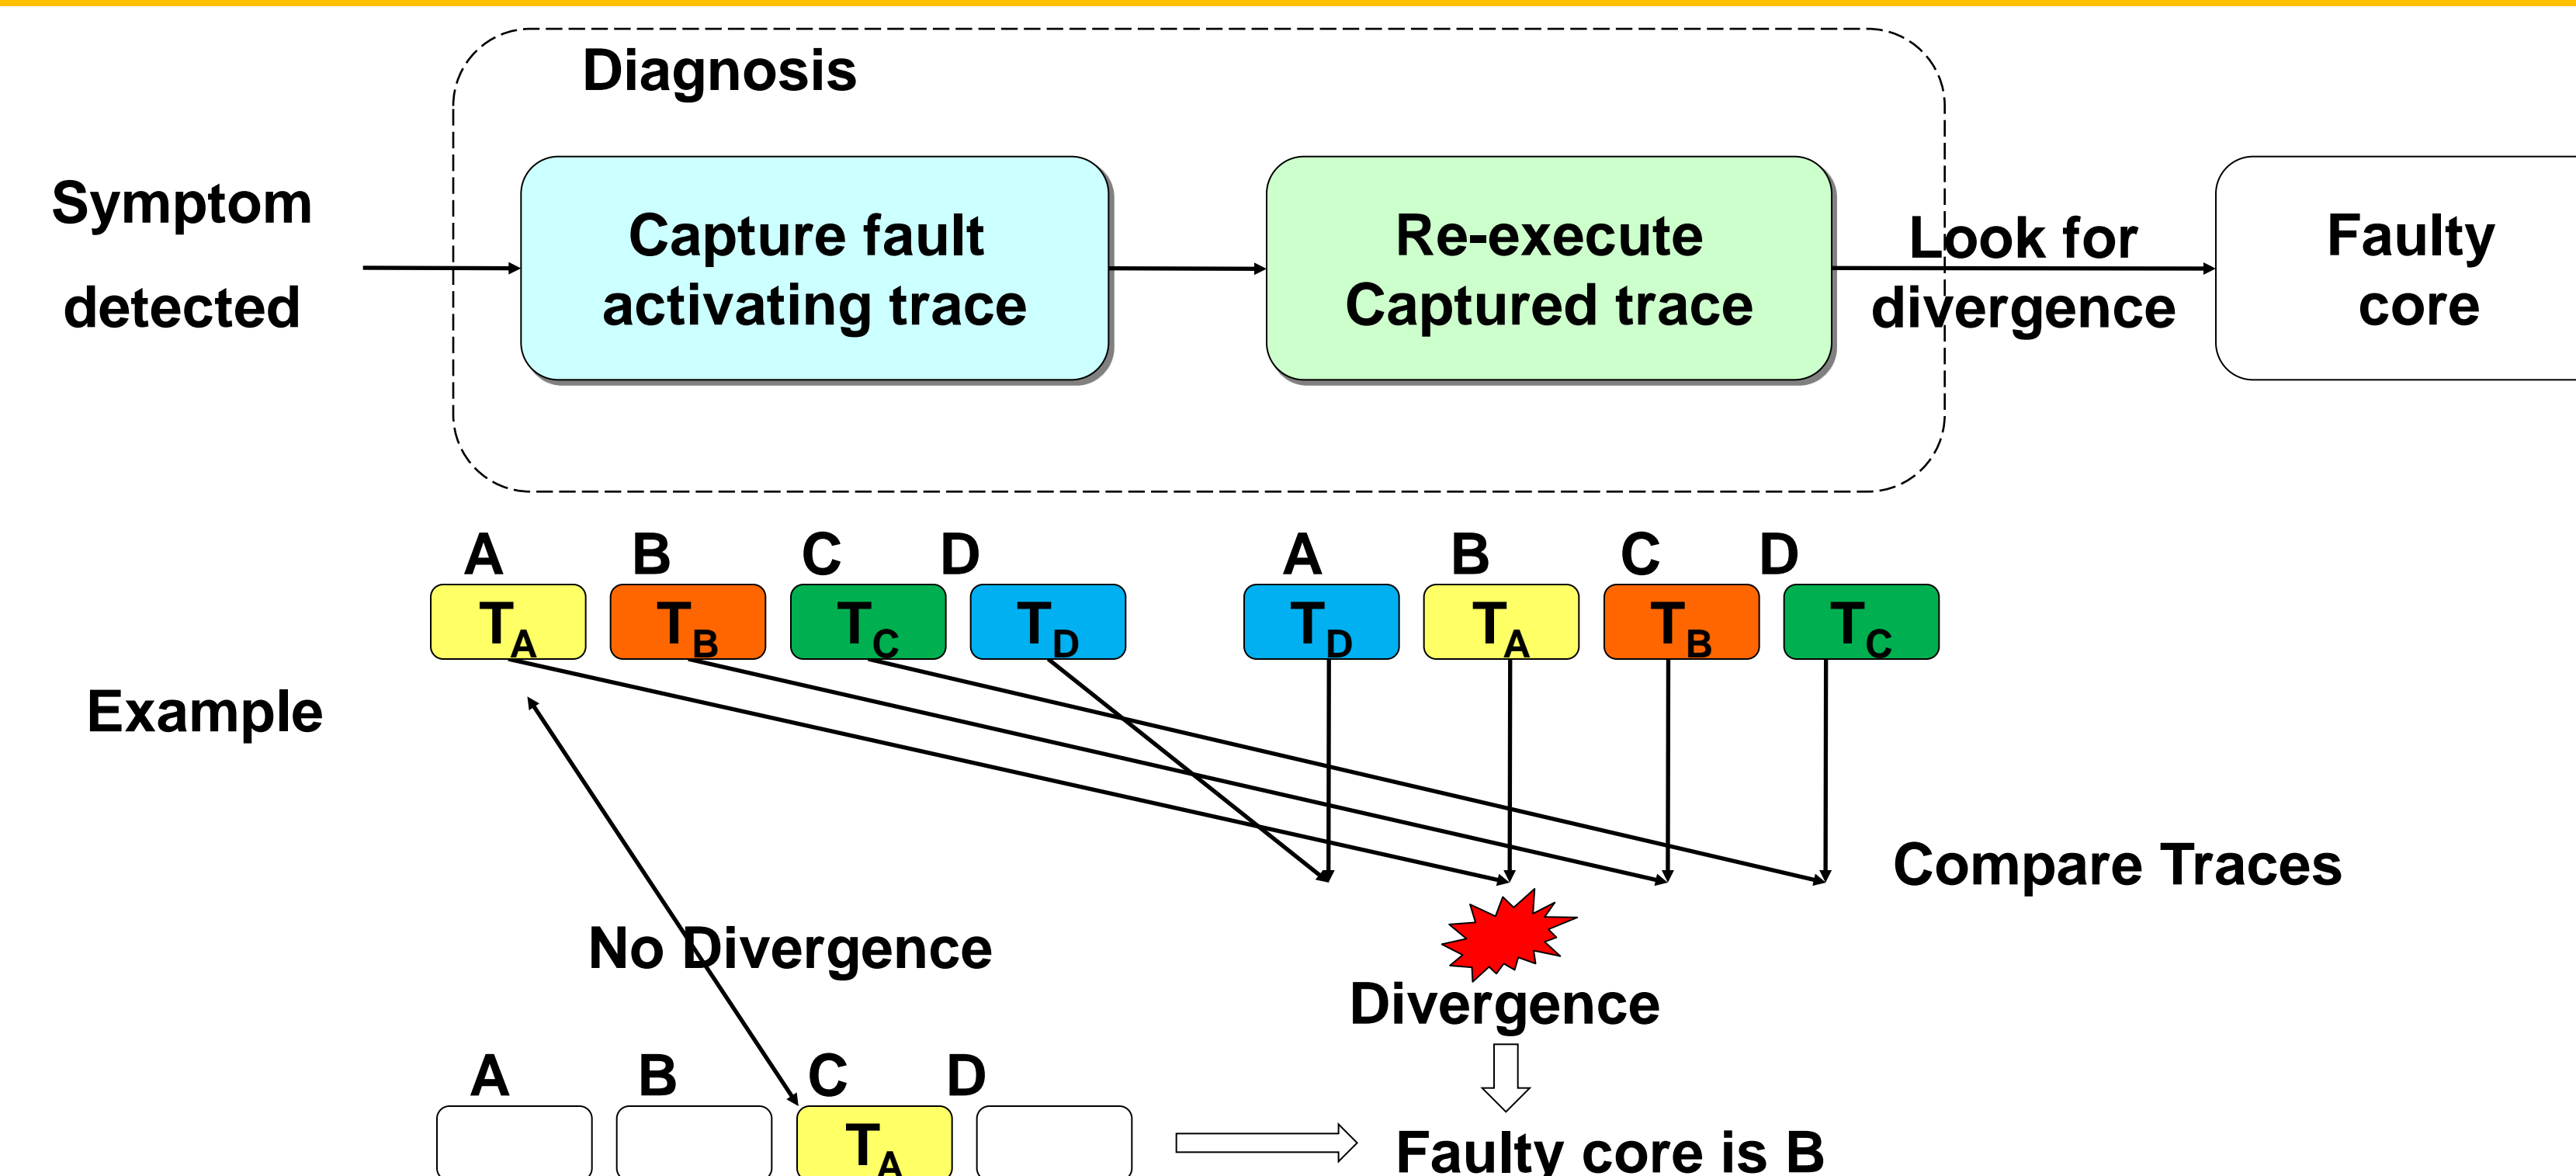 Diagnosis
Symptom
detected
Capture fault
activating trace
Re-execute
Captured trace
Look for
divergence
Faulty
core
A B C D
A B C D
TA TB TC TD
TD TA TB TC
Example
Compare Traces
No Divergence
Divergence
A B C D
TA
Faulty core is B